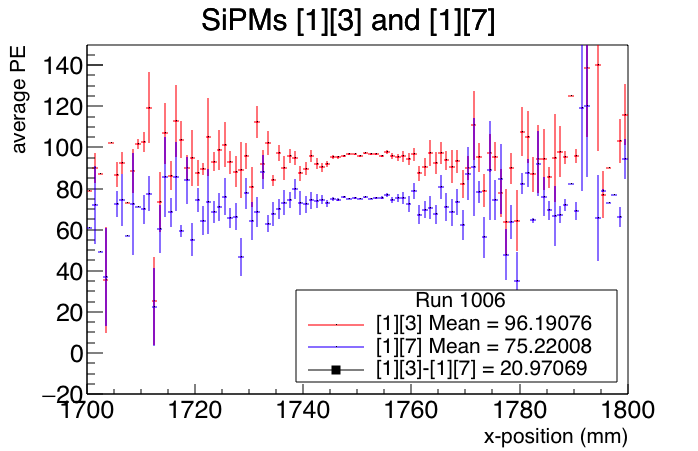 SiPMs [1][3] and [1][7]
average PE
140
120
100
80
60
40
20
0
−20
1700
1720
1740
1760
1780
1800
x-position (mm)
Run 1006
[1][3] Mean = 96.19076
[1][7] Mean = 75.22008
[1][3]-[1][7] = 20.97069